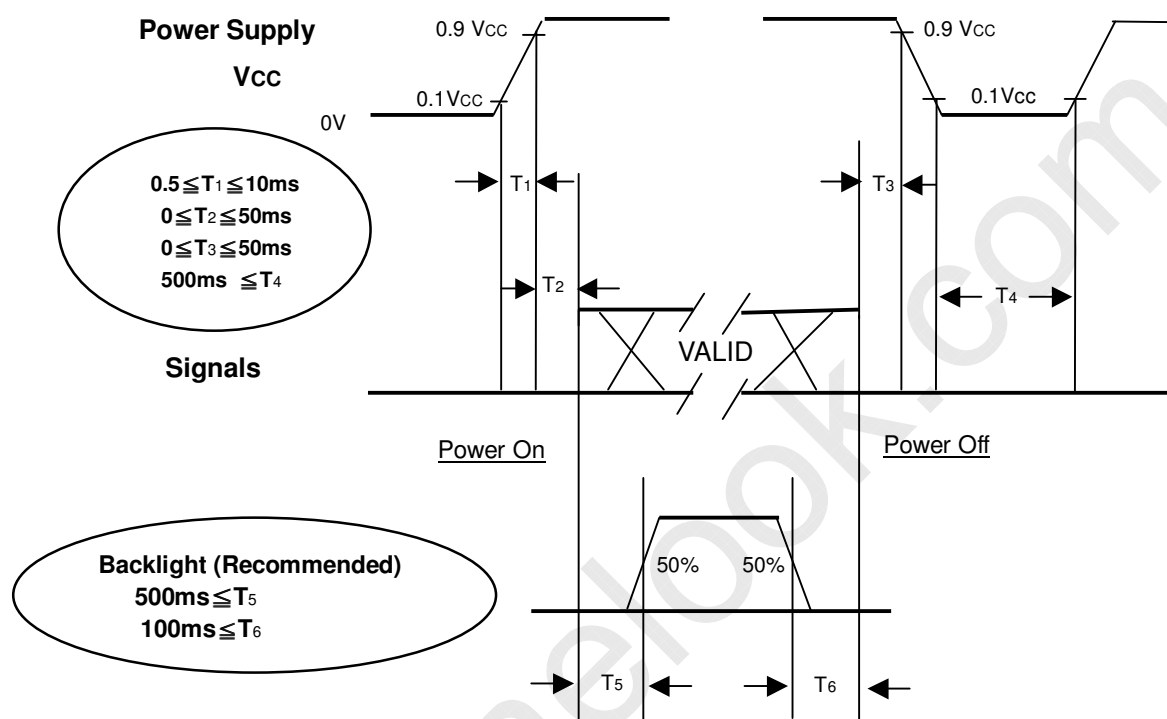 Power Supply
VCC
0.9 VCC
0.9 VCC
0.1VCC
0.1Vcc
0V
0.5≦T1≦10ms
0≦T2≦50ms
0≦T3≦50ms
500ms ≦T4
T1
T3
T2
T4
VALID
Signals
Power On
Power Off
Backlight (Recommended)
500ms≦T5
100ms≦T6
50%
50%
T5
T6
nelook.com